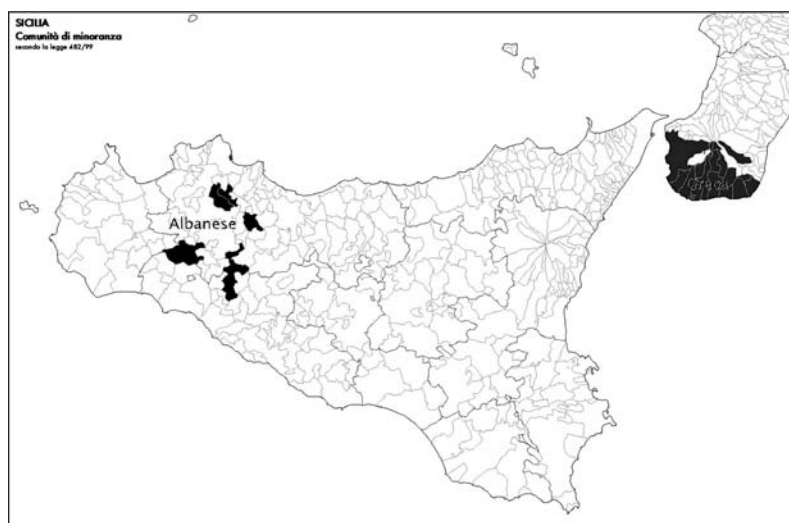 SICILIA
Comunità di minoranza
secondo la legge 482/99
Albanese
Greca